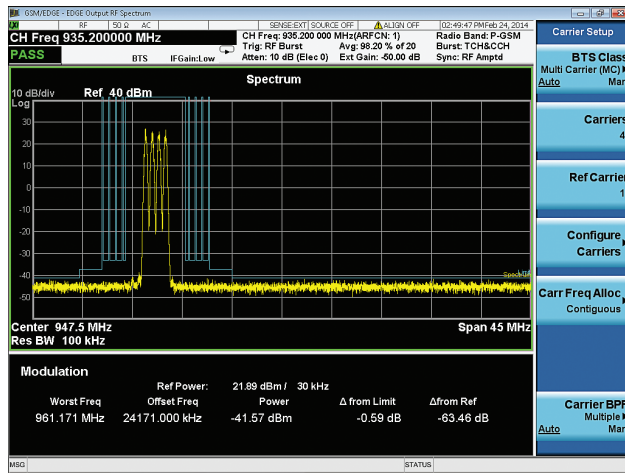 GSM/EDGE - EDGE Output RF Spectrum
RF 50 Ω AC SENSE:EXT SOURCE OFF ALIGN OFF 02:49:47 PM Feb 24, 2014
CH Freq 935.200000 MHz
CH Freq: 935.200 000 MHz(ARFCN: 1) Radio Band: P-GSM
Trig: RF Burst Avg: 98.20 % of 20 Burst: TCH&CCH
PASS BTS IFGain:Low Atten: 10 dB (Elec 0) Ext Gain: -50.00 dB Sync: RF Amptd
Spectrum
10 dB/div Ref 40 dBm
Log
30
20
10
0
-10
-20
-30
-40
-50
Center 947.5 MHz Span 45 MHz
Res BW 100 kHz
Modulation
Ref Power: 21.89 dBm / 30 kHz
Worst Freq Offset Freq Power Δ from Limit Δfrom Ref
961.171 MHz 24171.000 kHz -41.57 dBm -0.59 dB -63.46 dB
MSG STATUS
Carrier Setup
BTS Class
Multi Carrier (MC)
Auto Man
Carriers
4
Ref Carrier
1
Configure
Carriers
Carr Freq Alloc
Contiguous
Carrier BPF
Multiple
Auto Man